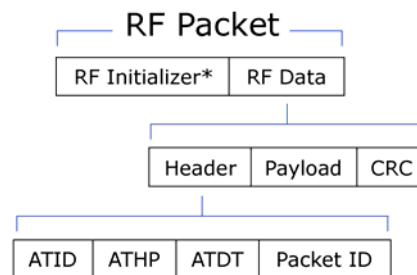 RF Packet
RF Initializer* RF Data
Header Payload CRC
ATID ATHP ATDT Packet ID